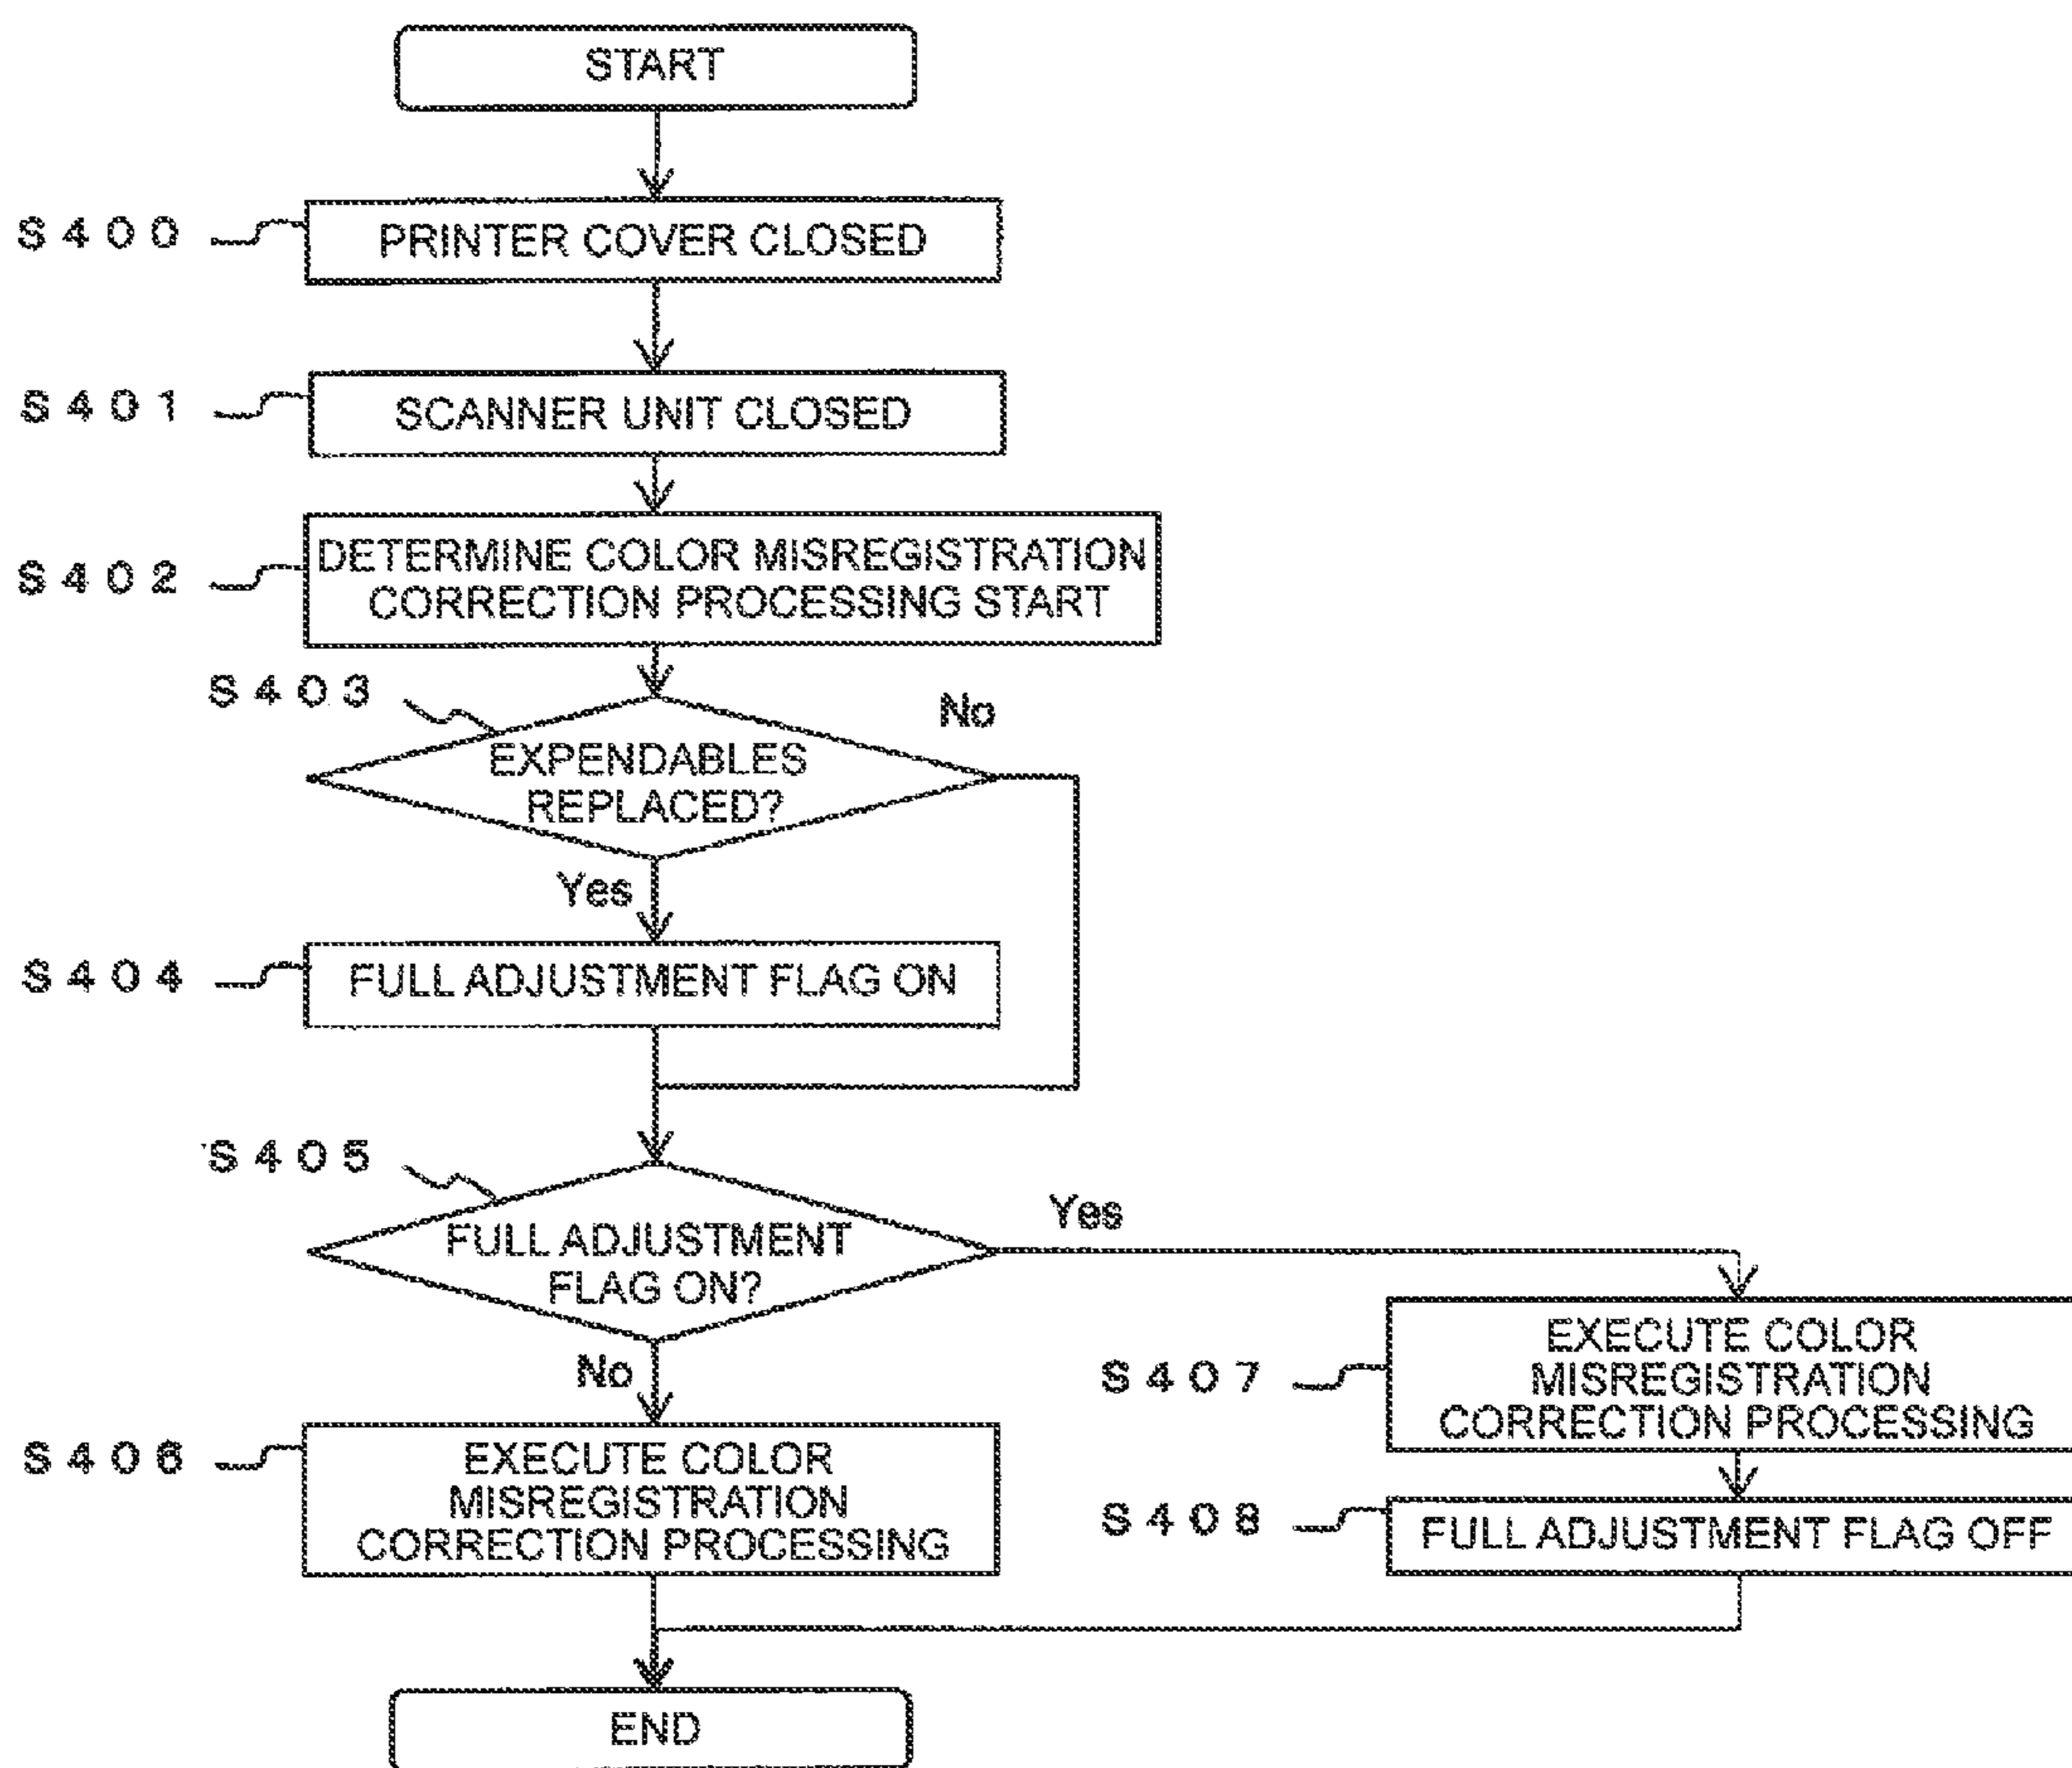 START
S400
PRINTER COVER CLOSED
S401
SCANNER UNIT CLOSED
S402
DETERMINE COLOR MISREGISTRATION
CORRECTION PROCESSING START
S403
No
EXPENDABLES
REPLACED?
Yes
S404
FULL ADJUSTMENT FLAG ON
S405
Yes
FULL ADJUSTMENT
FLAG ON?
No
S406
EXECUTE COLOR
MISREGISTRATION
CORRECTION PROCESSING
S407
EXECUTE COLOR
MISREGISTRATION
CORRECTION PROCESSING
S408
FULL ADJUSTMENT FLAG OFF
END